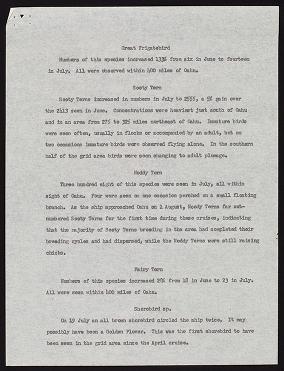 Great Frigatebird
Numbers of this species increased 133% from six in June to fourteen
in July. All were observed within 400 miles of Oahu.
Sooty Tern
Sooty Terns increased in numbers in July to 2535, a 5% gain over
the 2413 seen in June. Concentrations were heaviest just south of Oahu
and in an area from 275 to 325 miles northeast of Oahu. Immature birds
were seen often, usually in flocks or accompanied by an adult, but on
two occasions immature birds were observed flying alone. In the southern
half of the grid area birds were seen changing to adult plumage.
Noddy Tern
Three hundred eight of this species were seen in July, all within
sight of Oahu. Four were seen on one occasion perched on a small floating
branch. As the ship approached Oahu on 2 August, Noddy Terns far out-
numbered Sooty Terns for the first time during these cruises, indicating
that the majority of Sooty Terns breeding in the area had completed their
breeding cycles and had dispersed, while the Noddy Terns were still raising
chicks.
Fairy Tern
Numbers of this species increased 28% from 18 in June to 23 in July.
All were seen within 400 miles of Oahu.
Shorebird sp.
On 19 July an all brown shorebird circled the ship twice. It may
possibly have been a Golden Plover. This was the first shorebird to have
been seen in the grid area since the April cruise.